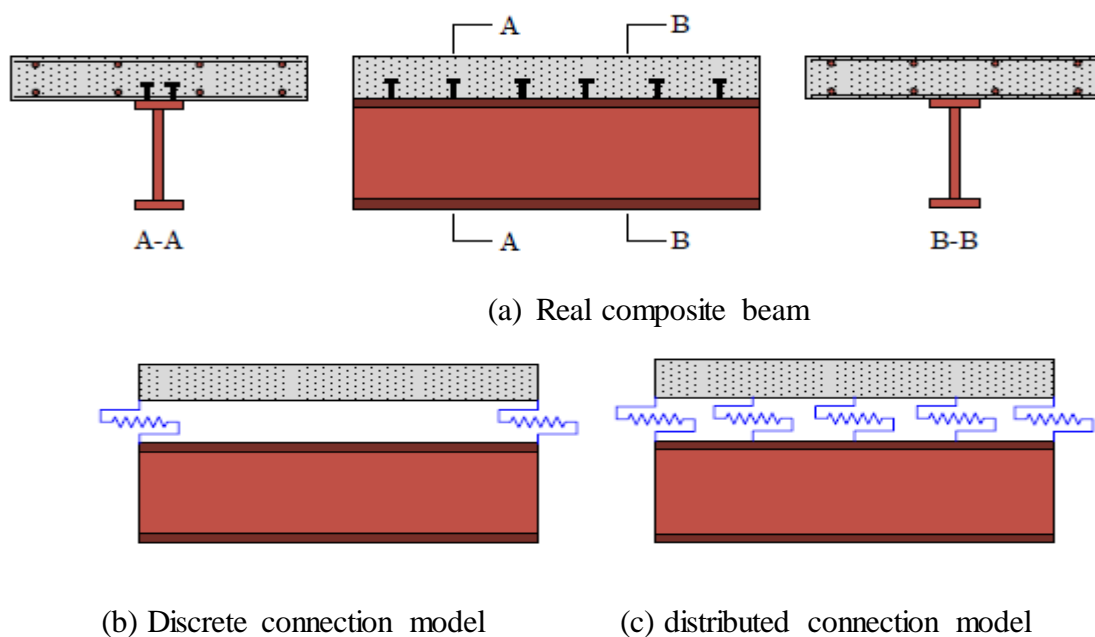 A B
A-A A B B-B
(a) Real composite beam
(b) Discrete connection model (c) distributed connection model